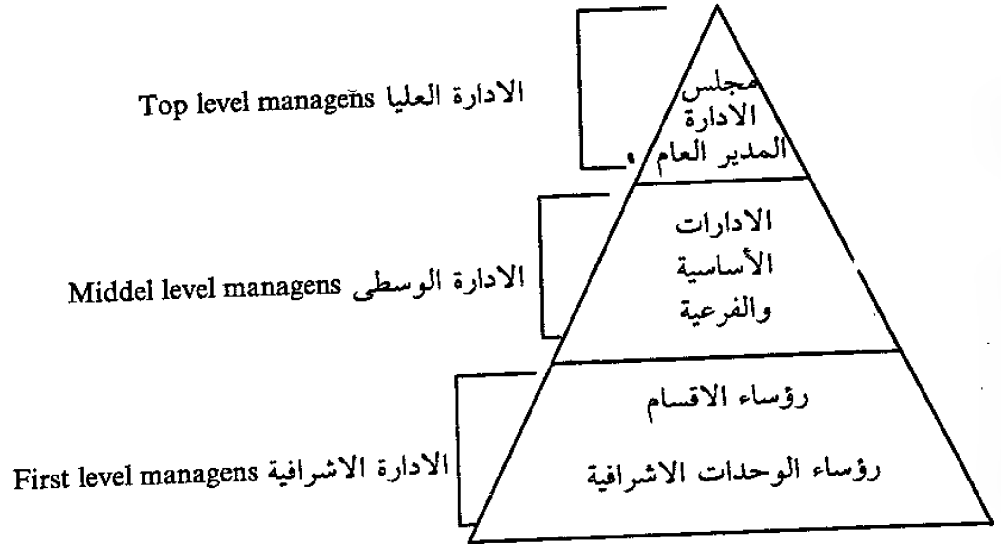 مجلس
الادارة
المدير العام
الادارة العليا Top level managens
الادارات
الأساسية
والفرعية
الادارة الوسطى Middel level managens
رؤساء الاقسام
رؤساء الوحدات الاشرافية
الادارة الاشرافية First level managens